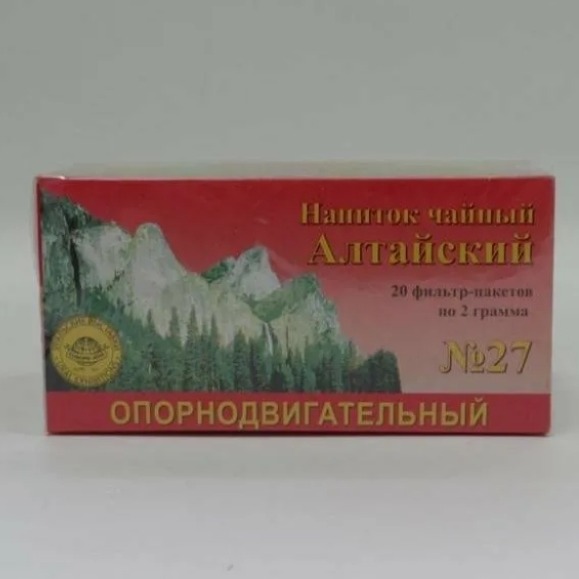 Напиток чайный
Алтайский
20 фильтр-пакетов
по 2 грамма
№27
ОПОРНОДВИГАТЕЛЬНЫЙ